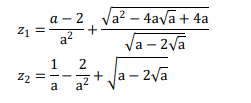 z₁ = (a − 2)/a² + √(a² − 4a√a + 4a)/√(a − 2√a)
z₂ = 1/a − 2/a² + √(a − 2√a)